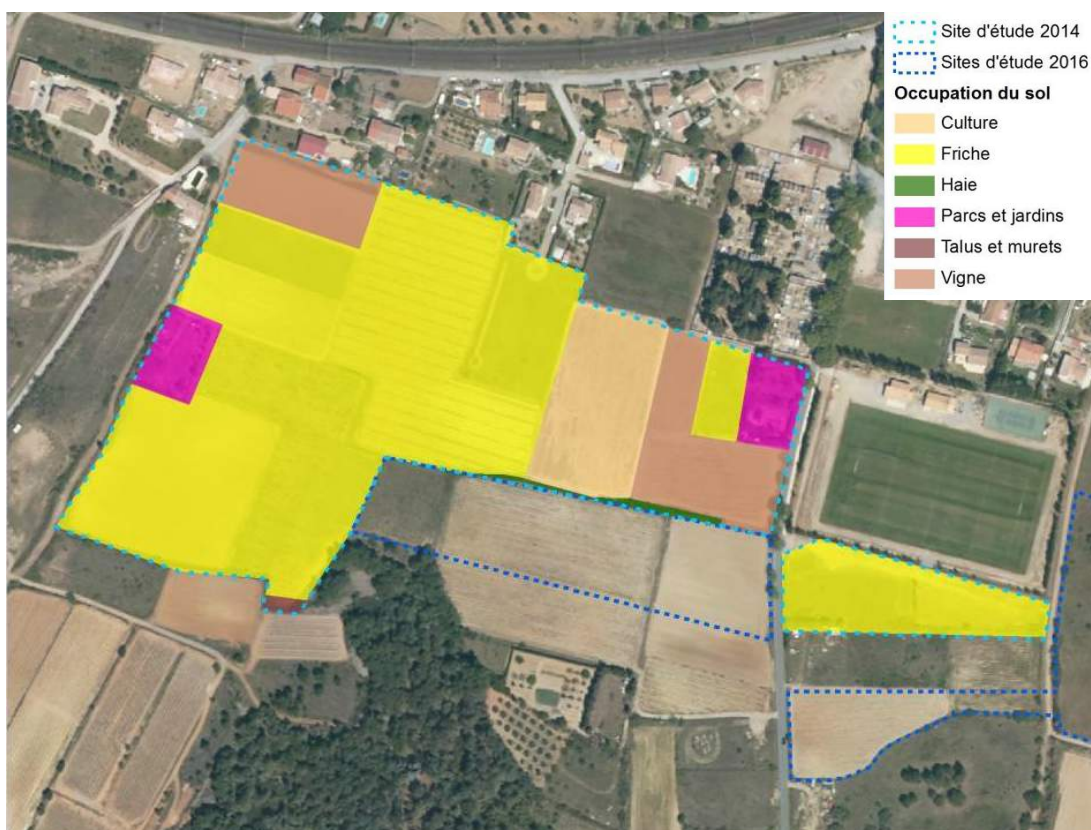 Site d'étude 2014
Sites d'étude 2016
Occupation du sol
Culture
Friche
Haie
Parcs et jardins
Talus et murets
Vigne